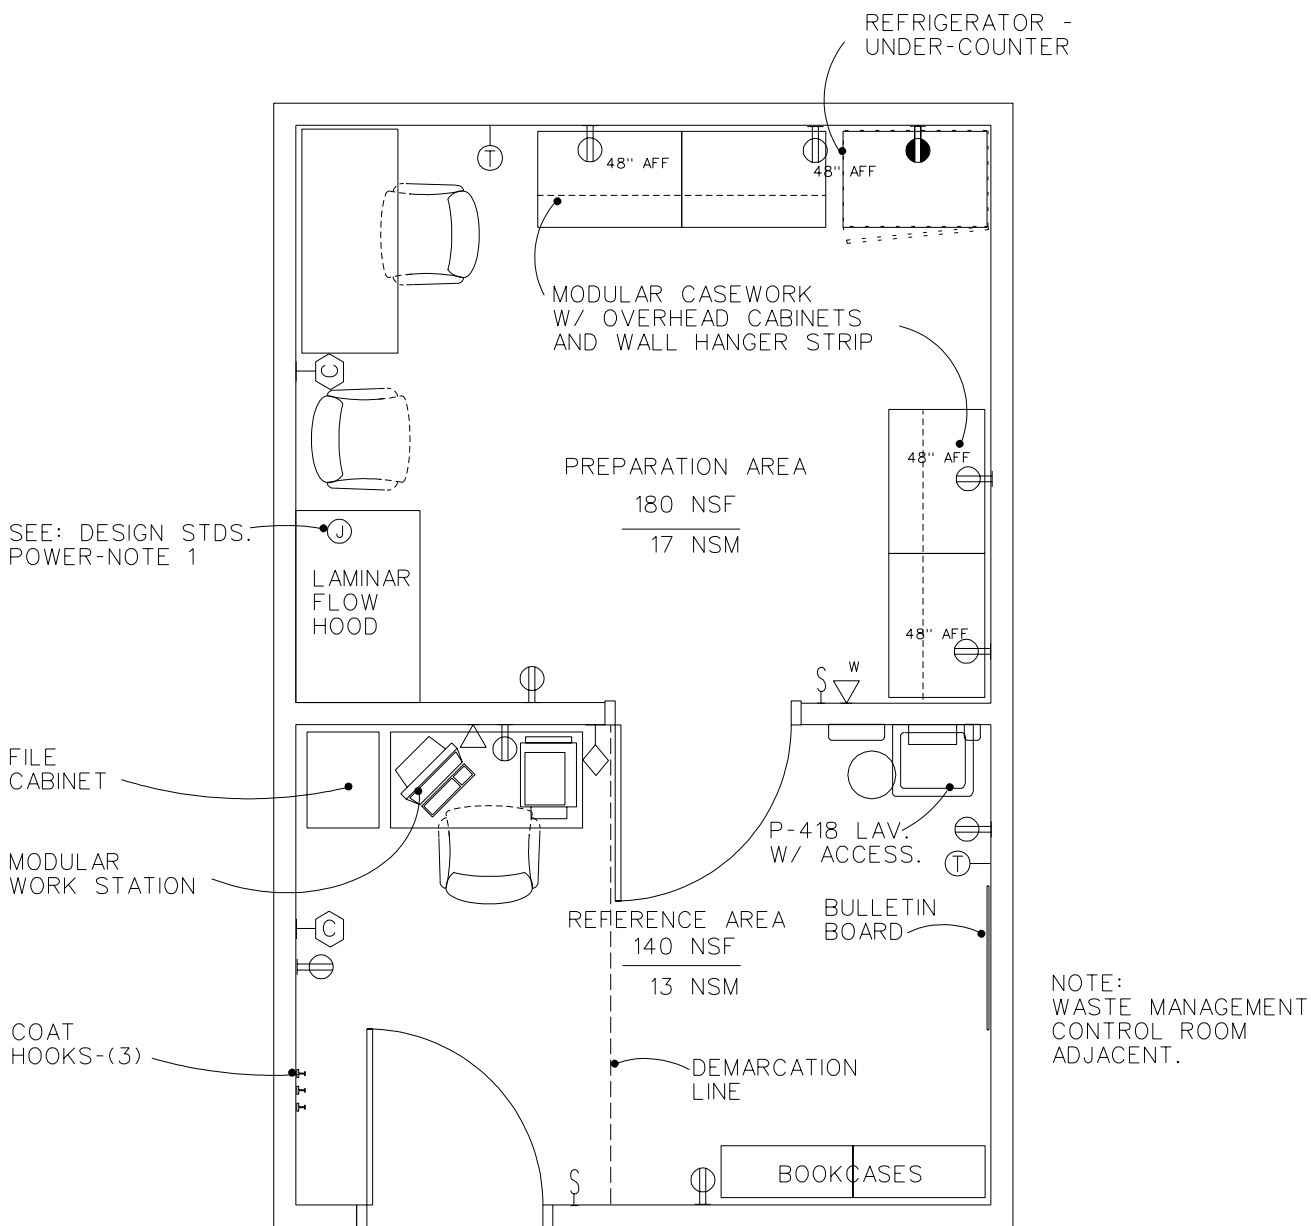 REFRIGERATOR -
UNDER-COUNTER
T
48" AFF
48" AFF
MODULAR CASEWORK
W/ OVERHEAD CABINETS
AND WALL HANGER STRIP
C
48" AFF
PREPARATION AREA
180 NSF
17 NSM
SEE: DESIGN STDS.
POWER-NOTE 1
J
LAMINAR
FLOW
HOOD
48" AFF
S
W
FILE
CABINET
MODULAR
WORK STATION
P-418 LAV.
W/ ACCESS.
T
BULLETIN
BOARD
REFERENCE AREA
140 NSF
13 NSM
C
NOTE:
WASTE MANAGEMENT
CONTROL ROOM
ADJACENT.
COAT
HOOKS-(3)
DEMARCATION
LINE
BOOKCASES
S